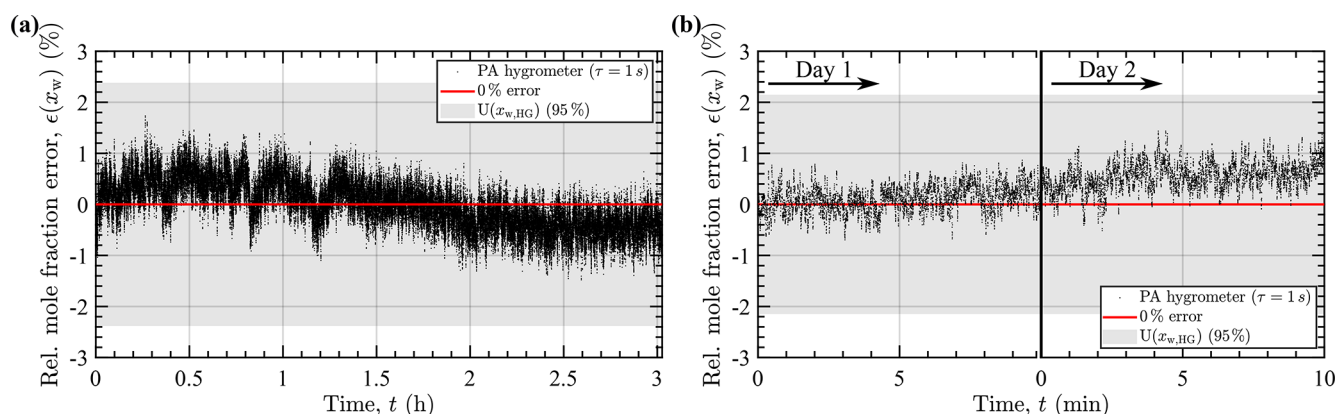 (a)
Rel. mole fraction error, ϵ(x_w) (%)
3
2
1
0
-1
-2
-3
PA hygrometer (τ = 1 s)
0 % error
U(x_w,HG) (95 %)
0 0.5 1 1.5 2 2.5 3
Time, t (h)
(b)
Rel. mole fraction error, ϵ(x_w) (%)
3
2
1
0
-1
-2
-3
Day 1
Day 2
PA hygrometer (τ = 1 s)
0 % error
U(x_w,HG) (95 %)
0 5 0 5 10
Time, t (min)